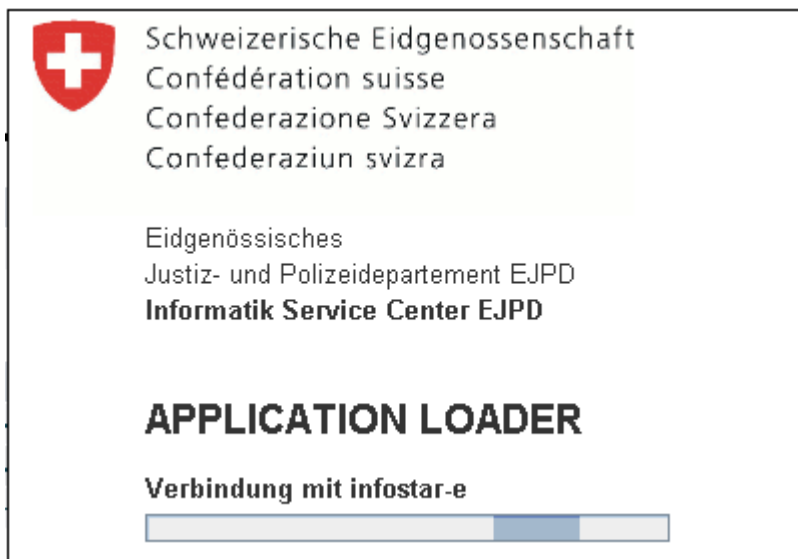 Schweizerische Eidgenossenschaft
Confédération suisse
Confederazione Svizzera
Confederaziun svizra
Eidgenössisches
Justiz- und Polizeidepartement EJPD
Informatik Service Center EJPD
APPLICATION LOADER
Verbindung mit infostar-e